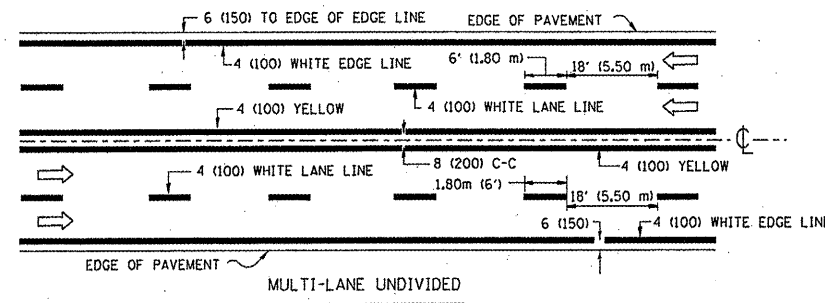 6 (150) TO EDGE OF EDGE LINE
EDGE OF PAVEMENT
4 (100) WHITE EDGE LINE
6' (1.80 m)
18' (5.50 m)
4 (100) YELLOW
4 (100) WHITE LANE LINE
℄
4 (100) WHITE LANE LINE
8 (200) C-C
4 (100) YELLOW
1.80m (6')
18' (5.50 m)
6 (150)
4 (100) WHITE EDGE LINE
EDGE OF PAVEMENT
MULTI-LANE UNDIVIDED